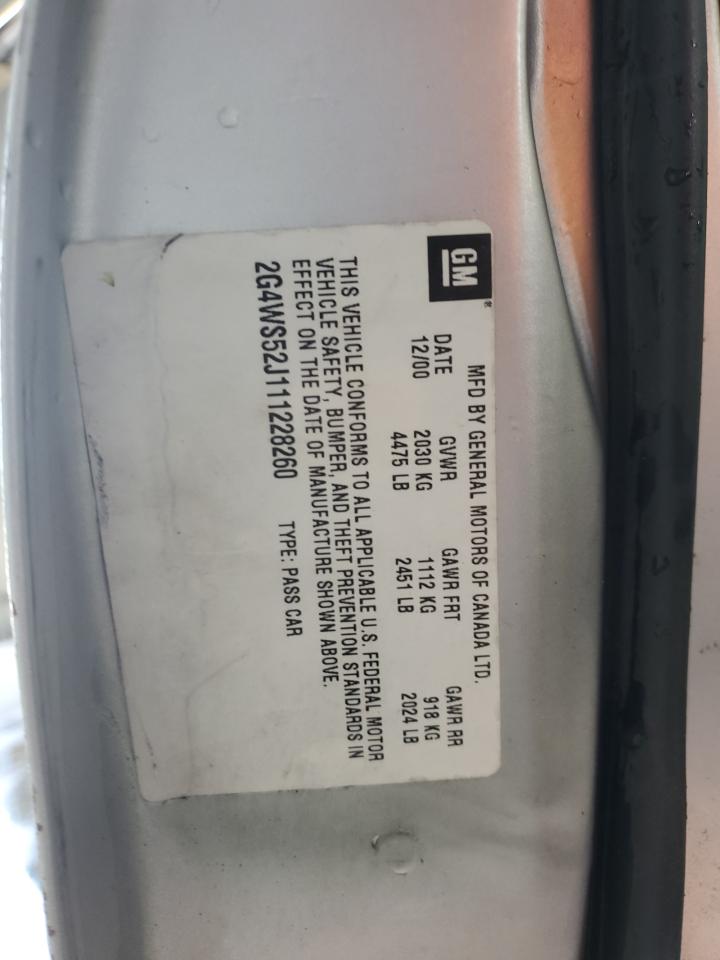 GM®
MFD BY GENERAL MOTORS OF CANADA LTD.
DATE GVWR GAWR FRT GAWR RR
12/00 2030 KG 1112 KG 918 KG
4475 LB 2451 LB 2024 LB
THIS VEHICLE CONFORMS TO ALL APPLICABLE U.S. FEDERAL MOTOR
VEHICLE SAFETY, BUMPER, AND THEFT PREVENTION STANDARDS IN
EFFECT ON THE DATE OF MANUFACTURE SHOWN ABOVE.
2G4WS52J111228260 TYPE: PASS CAR